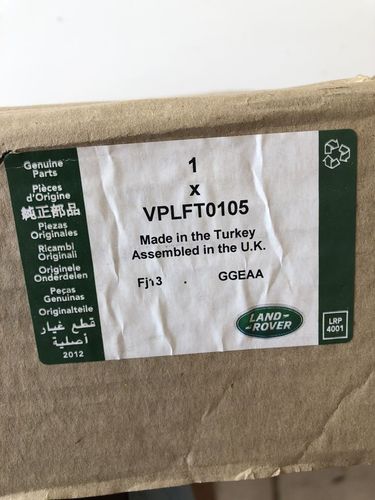 Genuine
Parts
Pièces
d'Origine
純正部品
Piezas
Originales
Ricambi
Originali
Originele
Onderdelen
Peças
Genuinas
Originalteile
قطع غيار
أصلية
2012
1
x
VPLFT0105
Made in the Turkey
Assembled in the U.K.
GGEAA
LAND
ROVER
LRP
4001